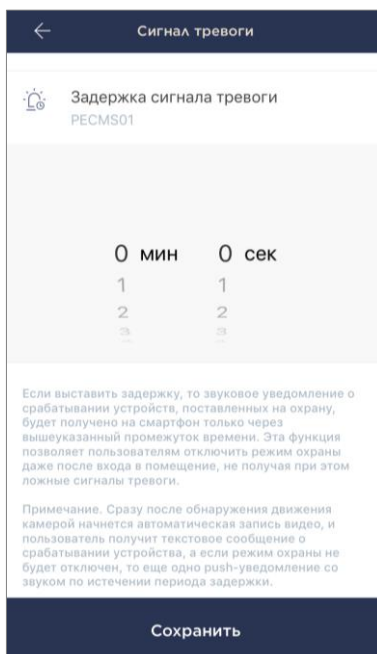 Сигнал тревоги
Задержка сигнала тревоги
PECMS01
0 мин 0 сек
1 1
2 2
3 3
Если выставить задержку, то звуковое уведомление о
срабатывании устройств, поставленных на охрану,
будет получено на смартфон только через
вышеуказанный промежуток времени. Эта функция
позволяет пользователям отключить режим охраны
даже после входа в помещение, не получая при этом
ложные сигналы тревоги.
Примечание. Сразу после обнаружения движения
камерой начнется автоматическая запись видео, и
пользователь получит текстовое сообщение о
срабатывании устройства, а если режим охраны не
будет отключен, то еще одно push-уведомление со
звуком по истечении периода задержки.
Сохранить